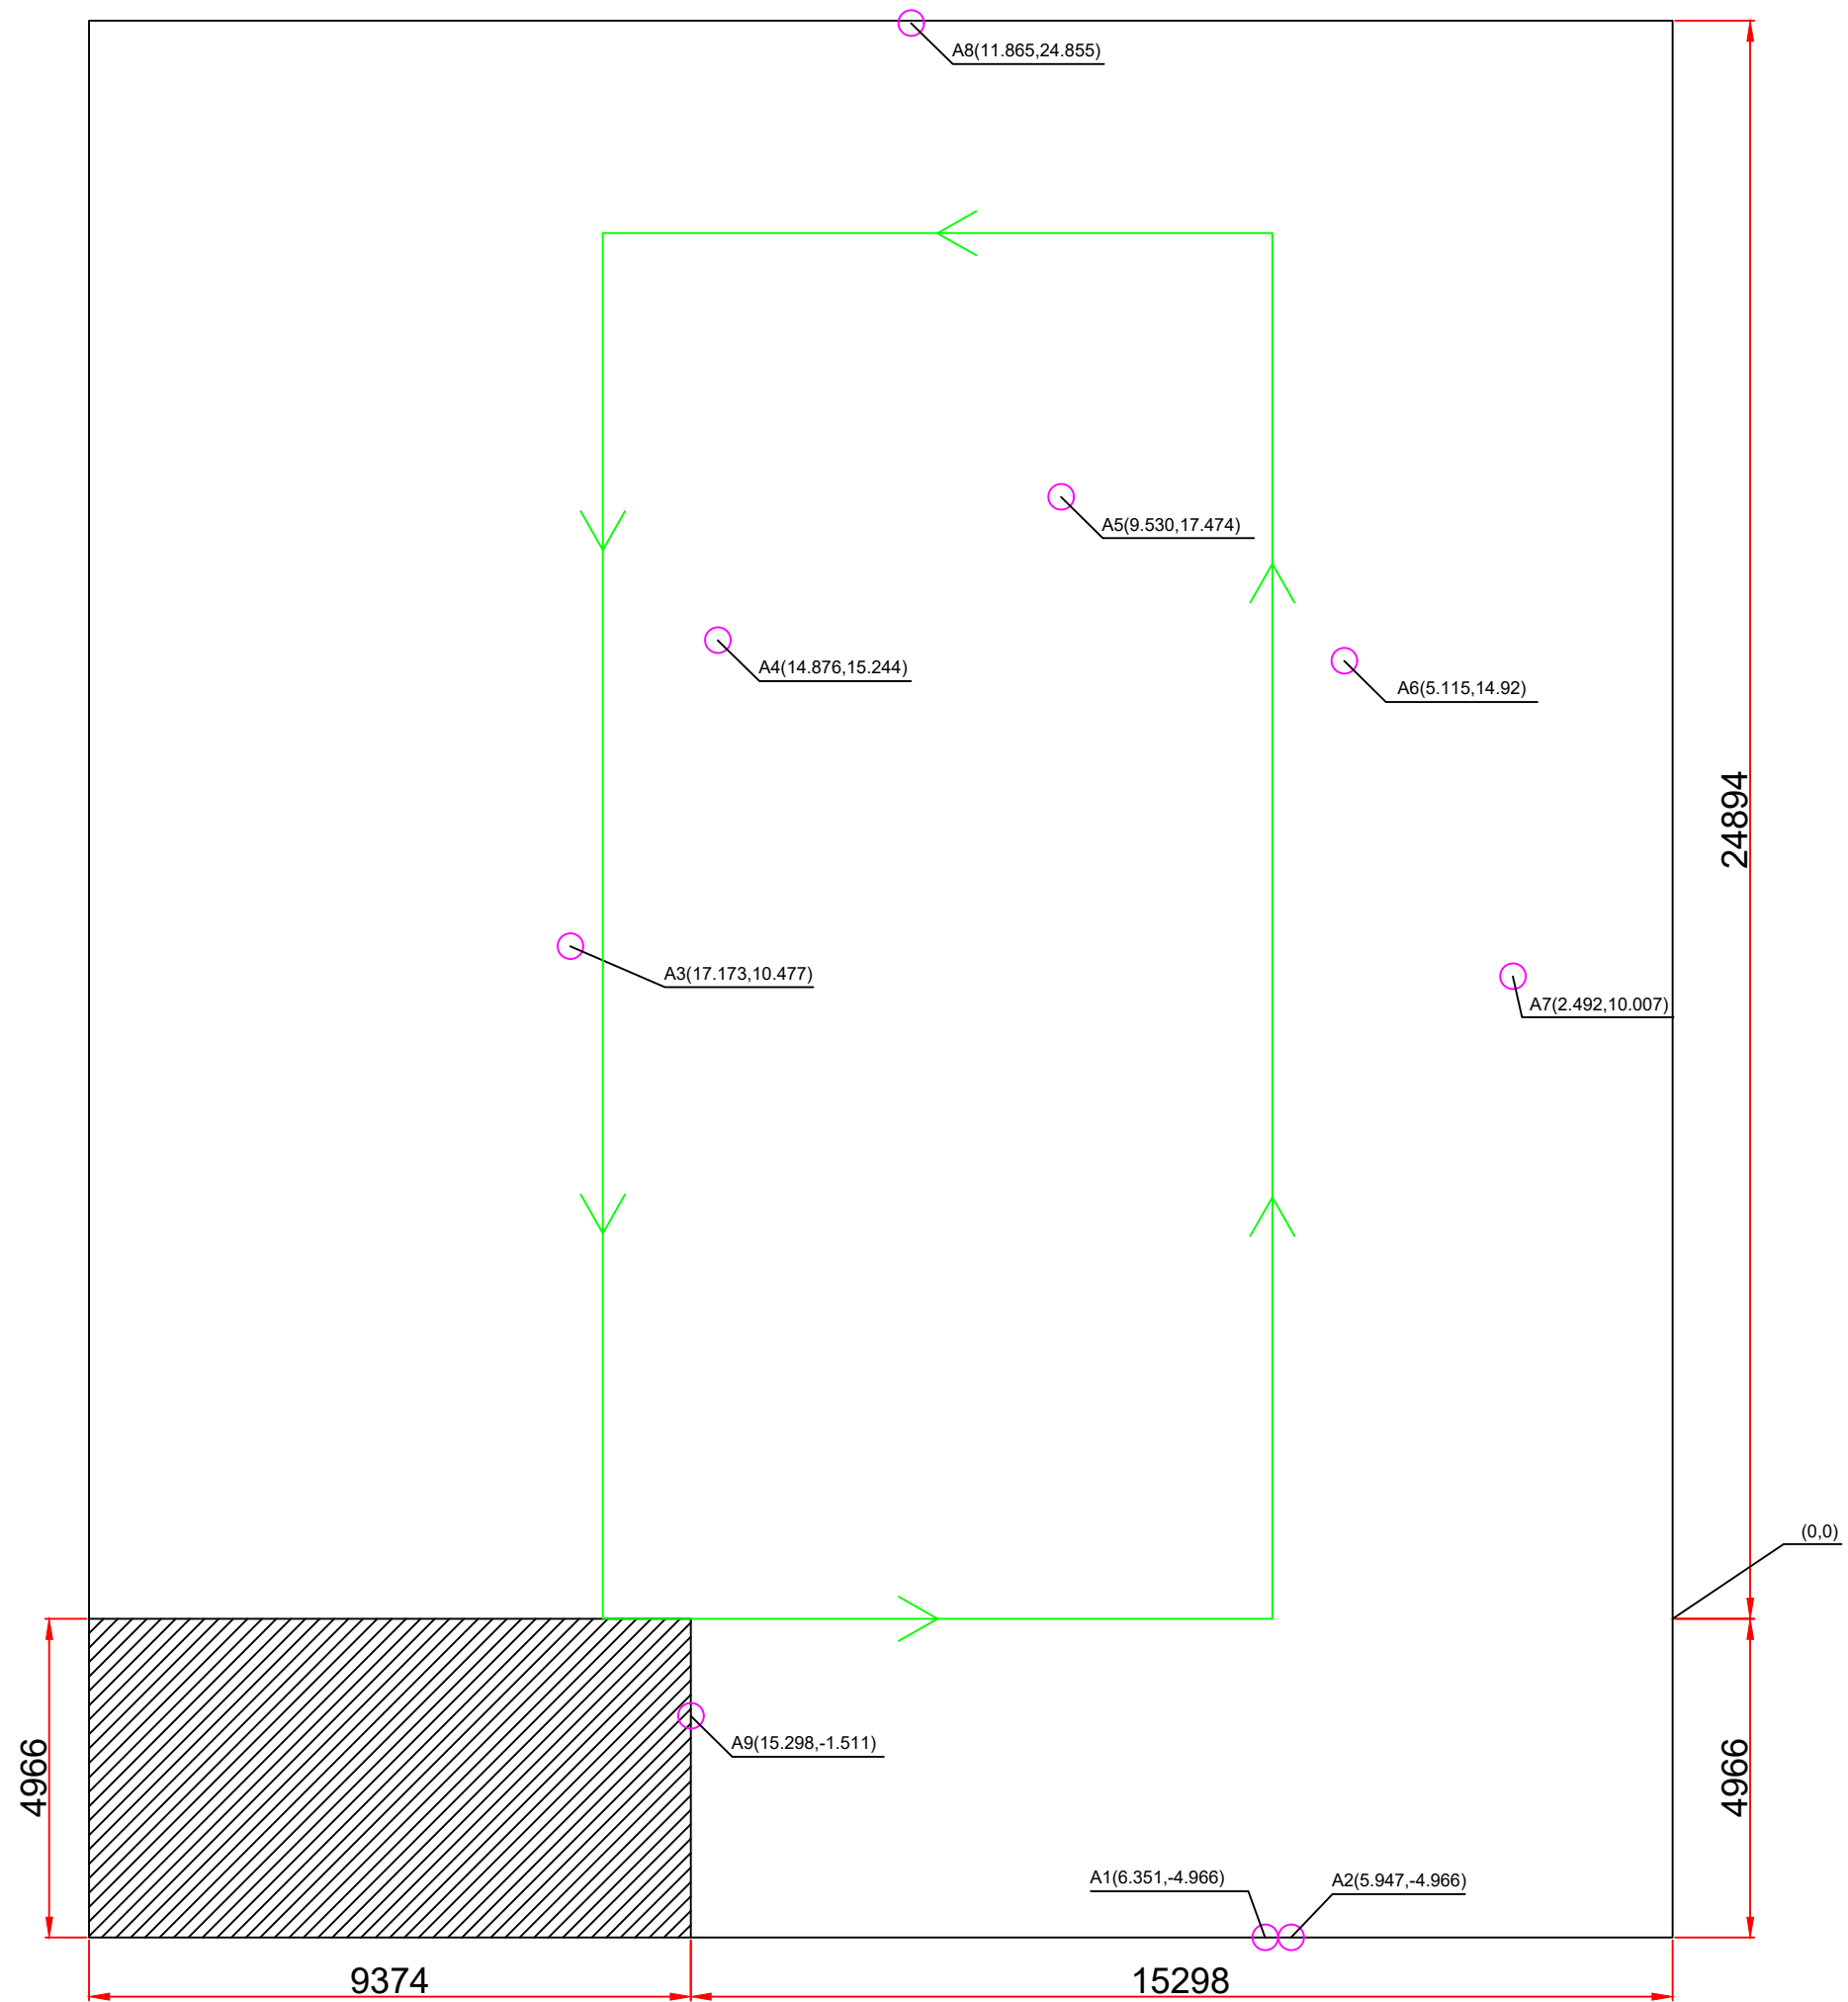 A8(11.865,24.855)
A5(9.530,17.474)
A4(14.876,15.244)
A6(5.115,14.92)
24894
A3(17.173,10.477)
A7(2.492,10.007)
(0,0)
4966
A9(15.298,-1.511)
4966
A1(6.351,-4.966)
A2(5.947,-4.966)
9374
15298